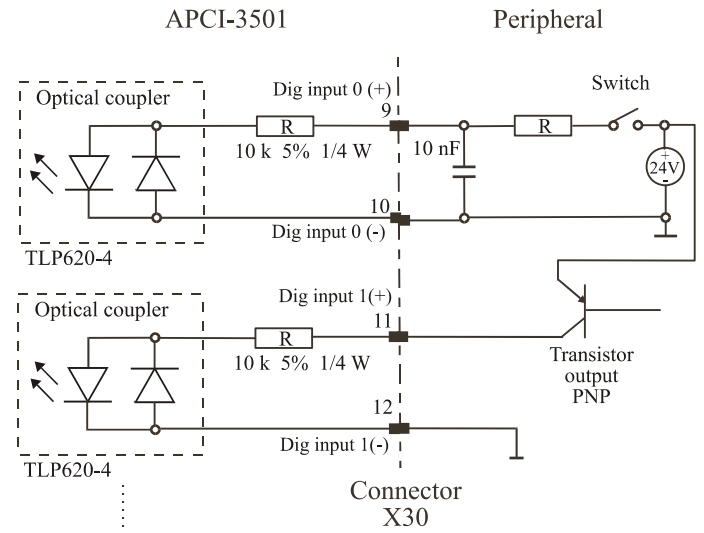 APCI-3501
Peripheral
Dig input 0 (+)
Switch
Optical coupler
9
R
10 k 5% 1/4 W
10 nF
R
+
24V
-
10
Dig input 0 (-)
TLP620-4
Dig input 1(+)
Optical coupler
11
R
10 k 5% 1/4 W
Transistor
output
PNP
12
Dig input 1(-)
TLP620-4
Connector
X30